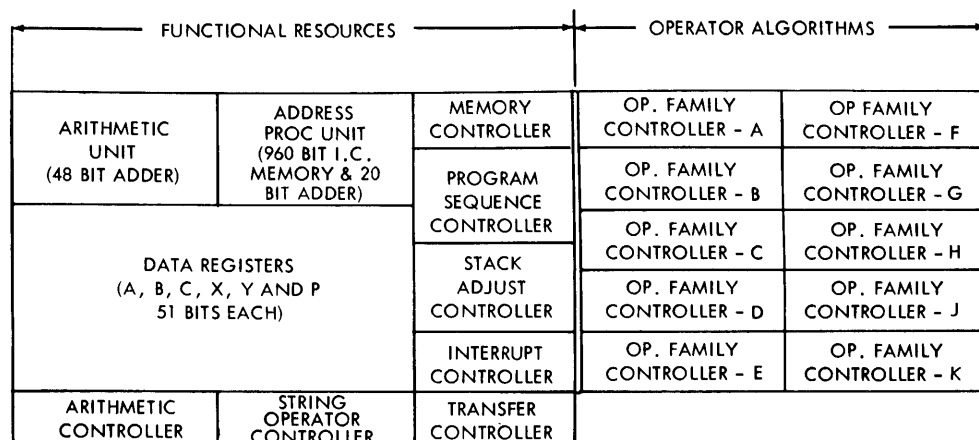 FUNCTIONAL RESOURCES
OPERATOR ALGORITHMS
ARITHMETIC
UNIT
(48 BIT ADDER)
ADDRESS
PROC UNIT
(960 BIT I.C.
MEMORY & 20
BIT ADDER)
MEMORY
CONTROLLER
OP. FAMILY
CONTROLLER - A
OP FAMILY
CONTROLLER - F
PROGRAM
SEQUENCE
CONTROLLER
OP. FAMILY
CONTROLLER - B
OP. FAMILY
CONTROLLER - G
DATA REGISTERS
(A, B, C, X, Y AND P
51 BITS EACH)
STACK
ADJUST
CONTROLLER
OP. FAMILY
CONTROLLER - C
OP. FAMILY
CONTROLLER - H
OP. FAMILY
CONTROLLER - D
OP. FAMILY
CONTROLLER - J
INTERRUPT
CONTROLLER
OP. FAMILY
CONTROLLER - E
OP. FAMILY
CONTROLLER - K
ARITHMETIC
CONTROLLER
STRING
OPERATOR
CONTROLLER
TRANSFER
CONTROLLER